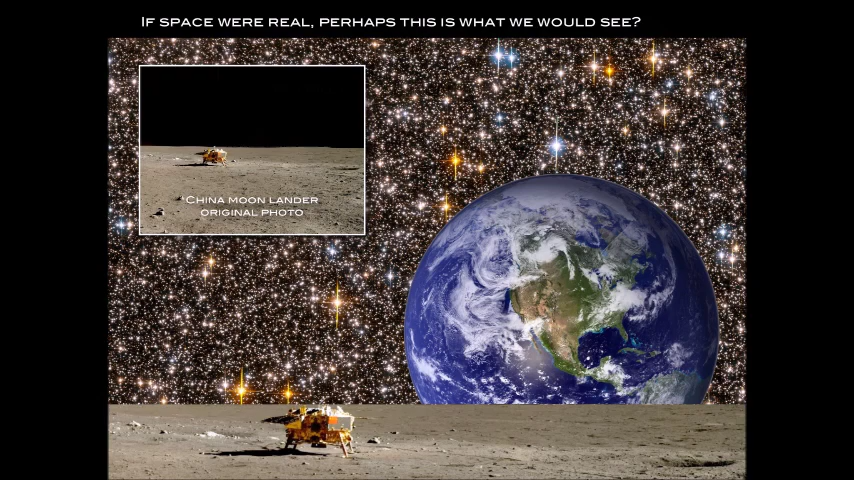 If space were real, perhaps this is what we would see?
*China moon lander
original photo